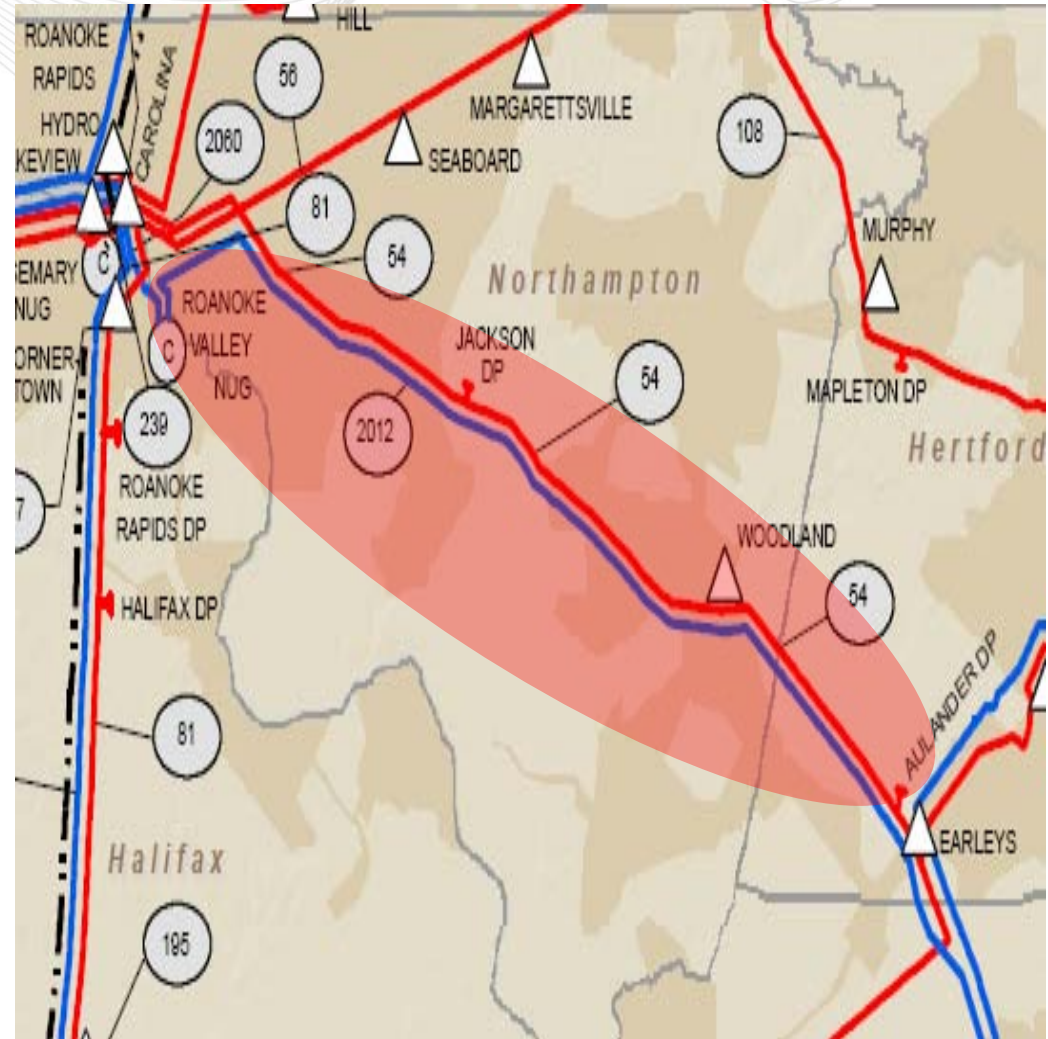 ROANOKE
RAPIDS
HYDRO
KEVIEW
CAROLINA
HILL
56
2060
MARGARETTSVILLE
SEABOARD
108
81
54
MURPHY
C
EMARY
NUG
ORNER-
TOWN
ROANOKE
VALLEY
NUG
C
Northampton
JACKSON
DP
54
MAPLETON DP
Hertford
239
2012
7
ROANOKE
RAPIDS DP
WOODLAND
54
HALIFAX DP
AULANDER DP
81
EARLEYS
Halifax
195